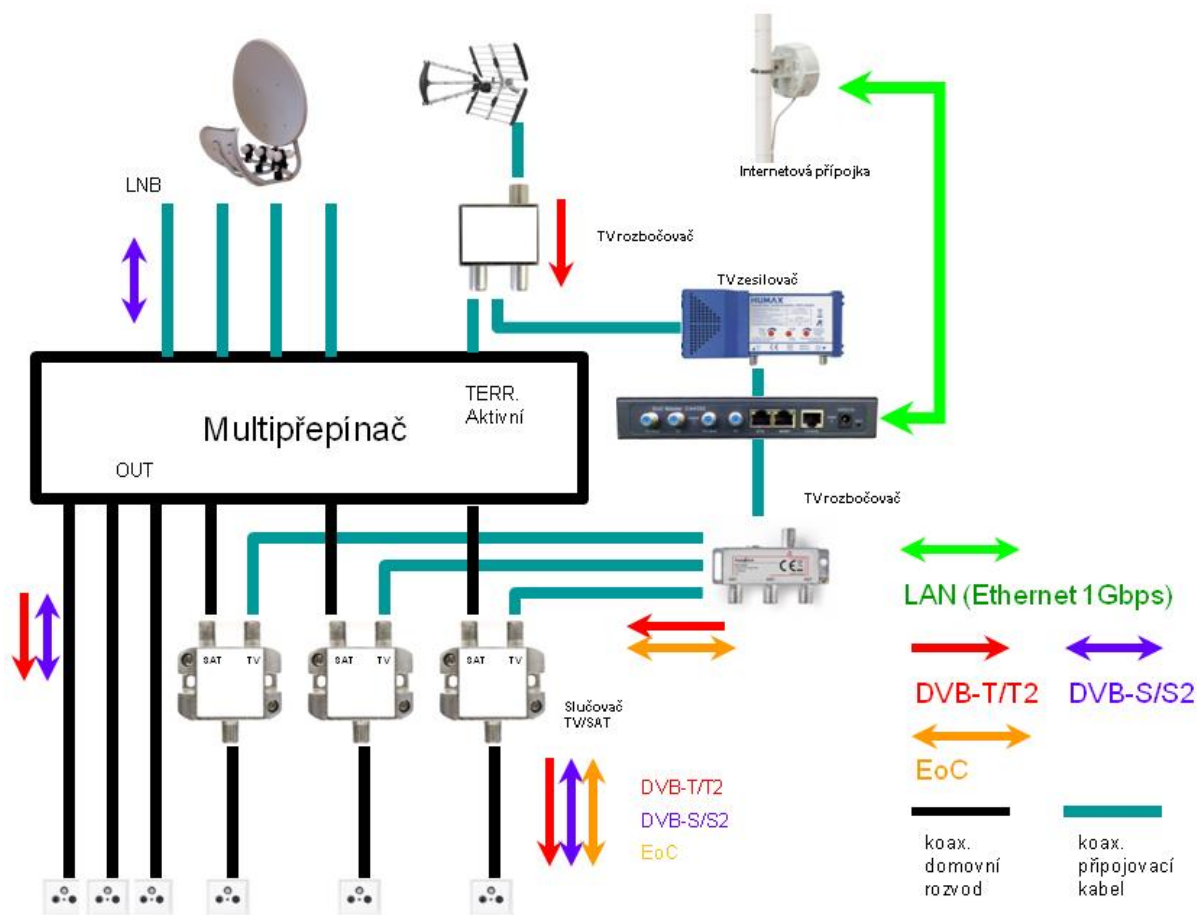 LNB
Internetová přípojka
TV rozbočovač
TV zesilovač
HUMAX
TERR.
Aktivní
Multipřepínač
OUT
TV rozbočovač
LAN (Ethernet 1Gbps)
SAT TV
SAT TV
SAT TV
DVB-T/T2
DVB-S/S2
Slučovač
TV/SAT
EoC
DVB-T/T2
DVB-S/S2
EoC
koax.
domovní
rozvod
koax.
připojovací
kabel